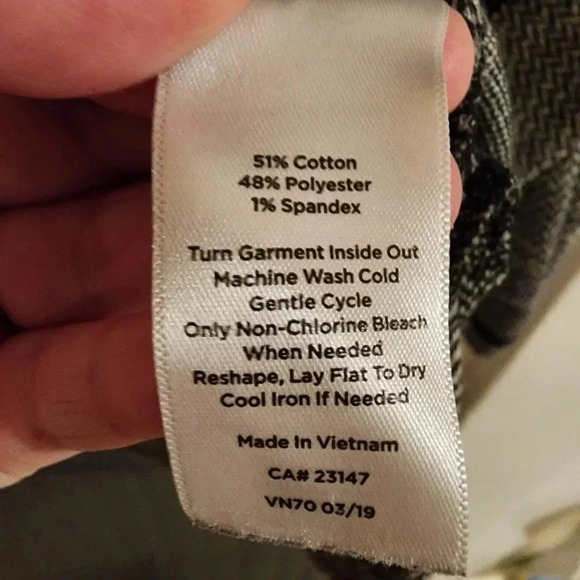 51% Cotton
48% Polyester
1% Spandex
Turn Garment Inside Out
Machine Wash Cold
Gentle Cycle
Only Non-Chlorine Bleach
When Needed
Reshape, Lay Flat To Dry
Cool Iron If Needed
Made In Vietnam
CA# 23147
VN70 03/19